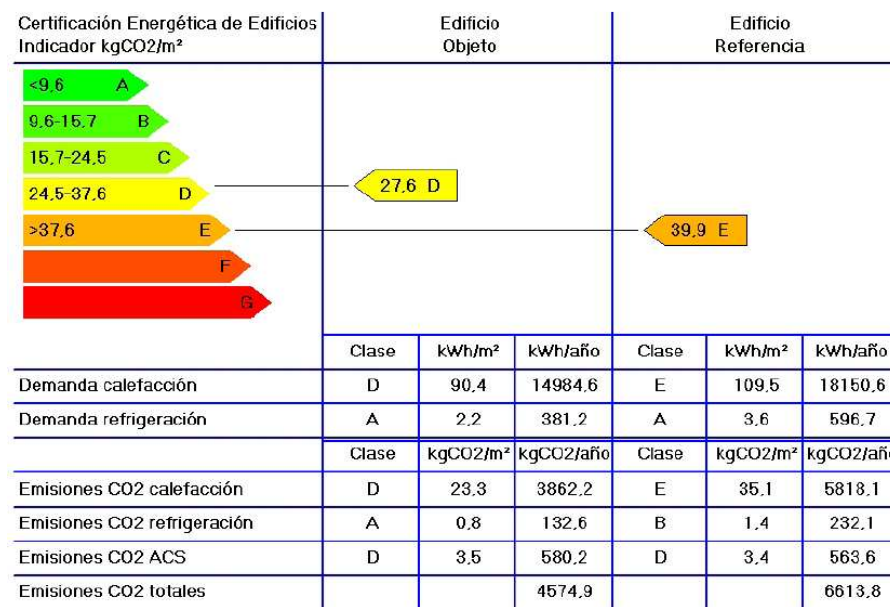 Certificación Energética de Edificios
Indicador kgCO2/m²
Edificio
Objeto
Edificio
Referencia
<9,6 A
9,6-15,7 B
15,7-24,5 C
24,5-37,6 D
27,6 D
>37,6 E
39,9 E
F
G
Clase kWh/m² kWh/año Clase kWh/m² kWh/año
Demanda calefacción D 90,4 14984,6 E 109,5 18150,6
Demanda refrigeración A 2,2 381,2 A 3,6 596,7
Clase kgCO2/m² kgCO2/año Clase kgCO2/m² kgCO2/año
Emisiones CO2 calefacción D 23,3 3862,2 E 35,1 5818,1
Emisiones CO2 refrigeración A 0,8 132,6 B 1,4 232,1
Emisiones CO2 ACS D 3,5 580,2 D 3,4 563,6
Emisiones CO2 totales 4574,9 6613,8